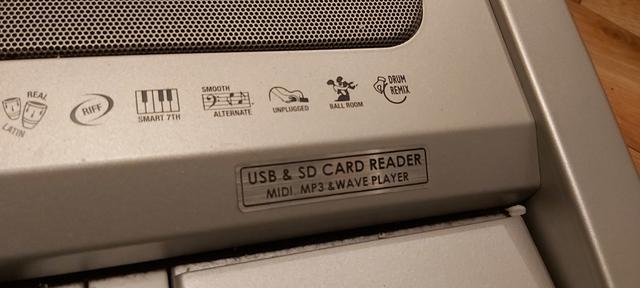 REAL
LATIN
RIFF
SMART 7TH
SMOOTH
ALTERNATE
UNPLUGGED
BALL ROOM
DRUM
REMIX
USB & SD CARD READER
MIDI, MP3 & WAVE PLAYER